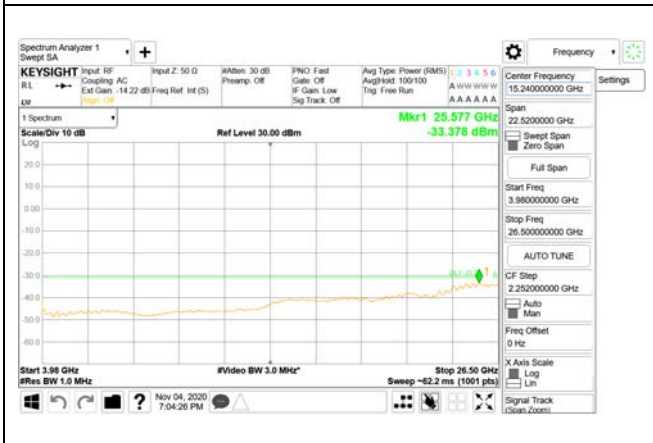 Spectrum Analyzer 1
Swept SA
+
Frequency
KEYSIGHT
RL
Input: RF
Coupling: AC
Ext Gain: -14.22 dB
Align: Off
Input Z: 50 Ω
Freq Ref: Int (S)
#Atten: 30 dB
Preamp: Off
PNO: Fast
Gate: Off
IF Gain: Low
Sig Track: Off
Avg Type: Power (RMS)
Avg|Hold: 100/100
Trig: Free Run
1 2 3 4 5 6
A W W W W W
A A A A A A
1 Spectrum
Scale/Div 10 dB
Ref Level 30.00 dBm
Mkr1 25.577 GHz
-33.378 dBm
Log
20.0
10.0
0.00
-10.0
-20.0
-30.0
-40.0
-50.0
-60.0
1
Start 3.98 GHz
#Res BW 1.0 MHz
#Video BW 3.0 MHz*
Stop 26.50 GHz
Sweep ~62.2 ms (1001 pts)
?
Nov 04, 2020
7:04:26 PM
Center Frequency
15.240000000 GHz
Settings
Span
22.5200000 GHz
Swept Span
Zero Span
Full Span
Start Freq
3.980000000 GHz
Stop Freq
26.500000000 GHz
AUTO TUNE
CF Step
2.252000000 GHz
Auto
Man
Freq Offset
0 Hz
X Axis Scale
Log
Lin
Signal Track
(Span Zoom)